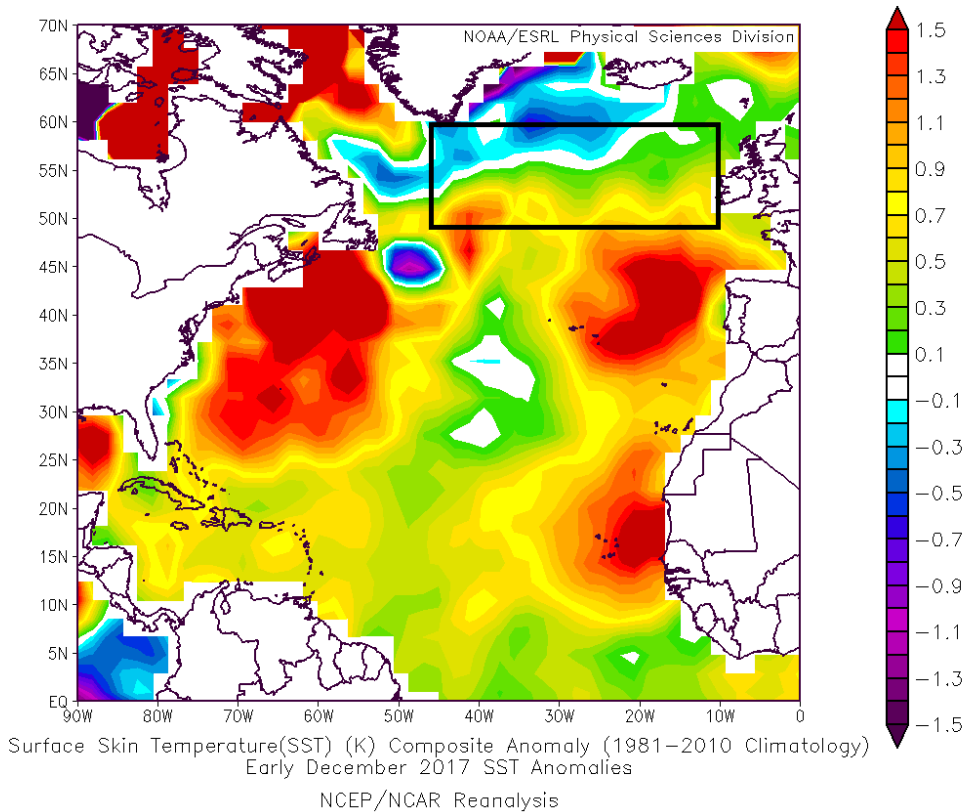 NOAA/ESRL Physical Sciences Division
70N
65N
60N
55N
50N
45N
40N
35N
30N
25N
20N
15N
10N
5N
EQ
90W 80W 70W 60W 50W 40W 30W 20W 10W 0
1.5
1.3
1.1
0.9
0.7
0.5
0.3
0.1
−0.1
−0.3
−0.5
−0.7
−0.9
−1.1
−1.3
−1.5
Surface Skin Temperature(SST) (K) Composite Anomaly (1981−2010 Climatology)
Early December 2017 SST Anomalies
NCEP/NCAR Reanalysis